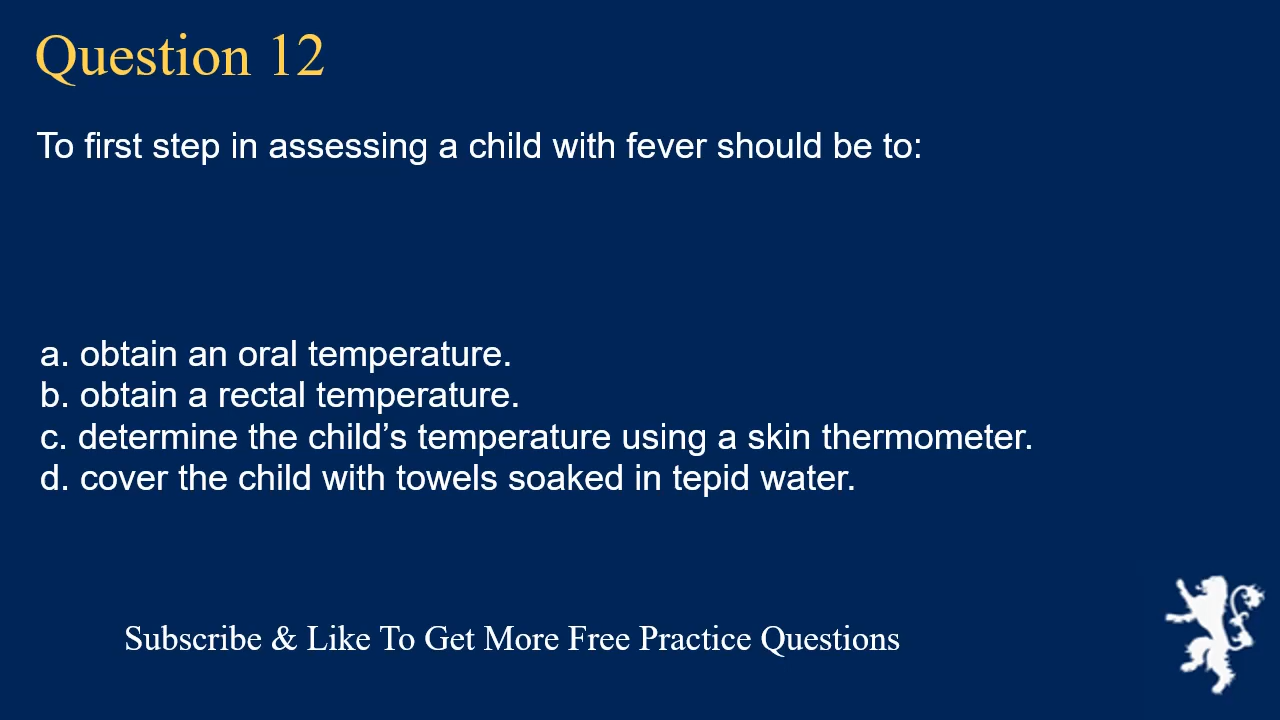 Question 12
To first step in assessing a child with fever should be to:
a. obtain an oral temperature.
b. obtain a rectal temperature.
c. determine the child’s temperature using a skin thermometer.
d. cover the child with towels soaked in tepid water.
Subscribe & Like To Get More Free Practice Questions